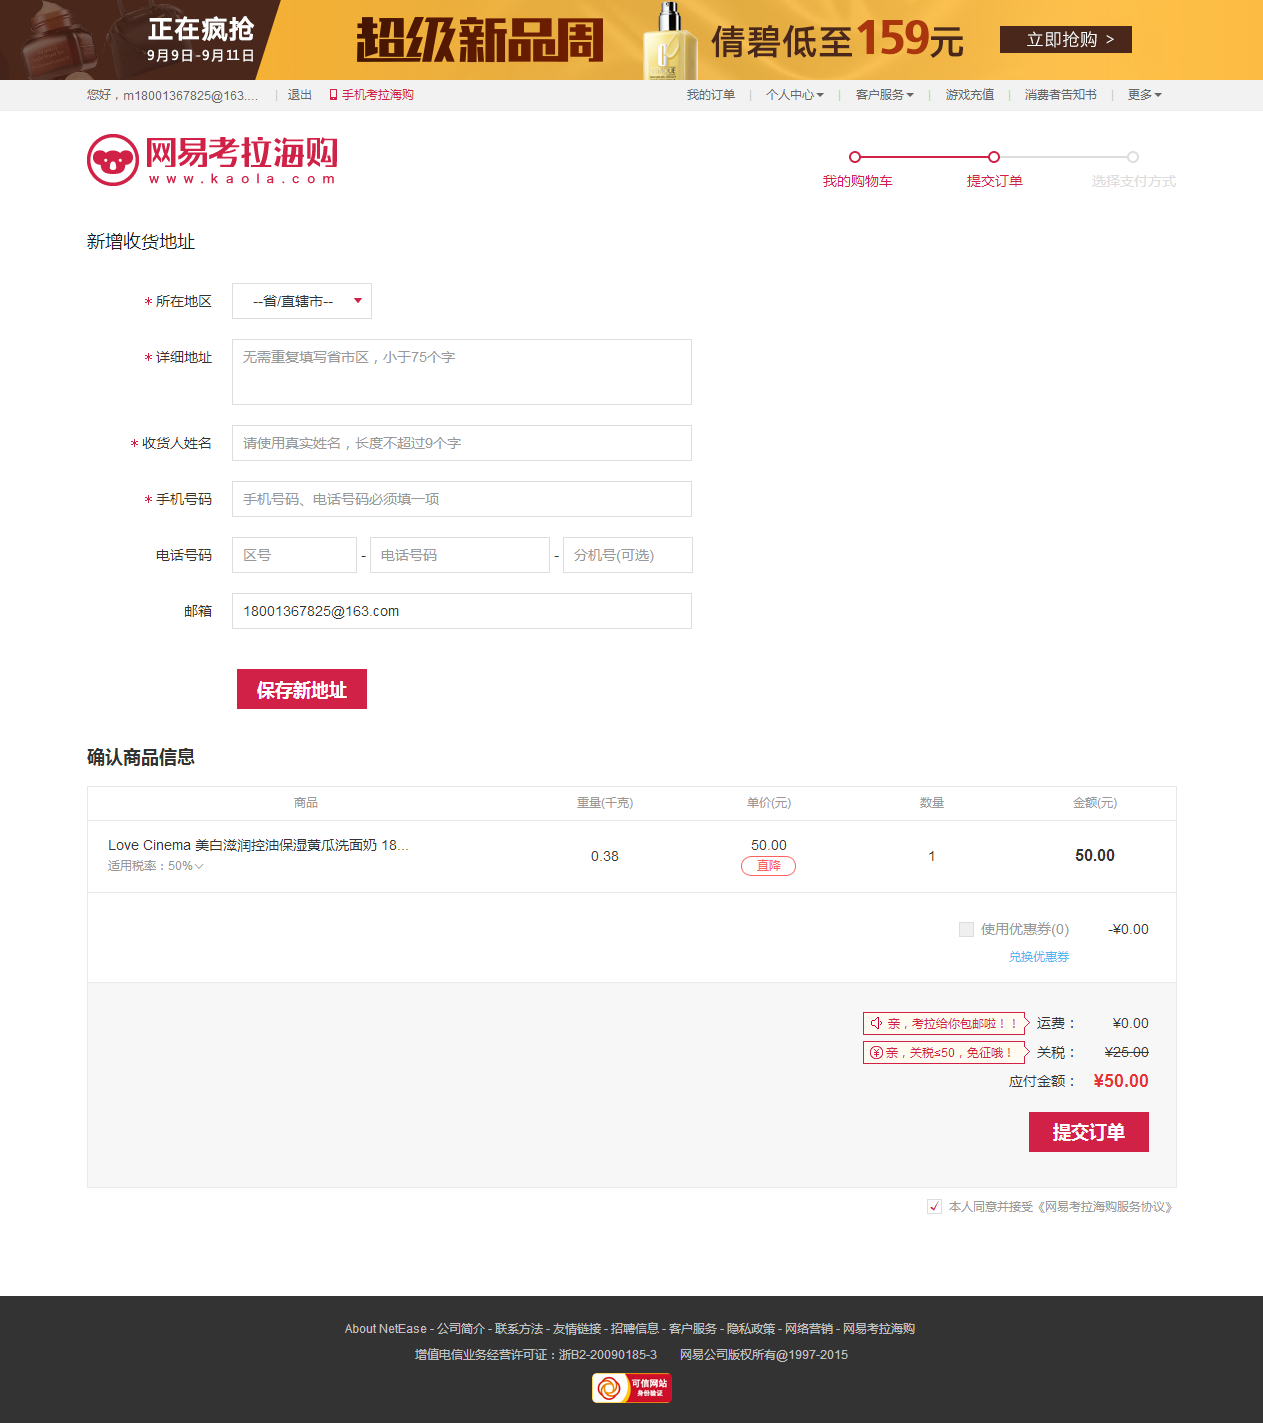 正在疯抢
9月9日-9月11日
超级新品周
倩碧低至159元
立即抢购 >
您好，m18001367825@163.... | 退出 手机考拉海购
我的订单 | 个人中心 | 客户服务 | 游戏充值 | 消费者告知书 | 更多
网易考拉海购
www.kaola.com
我的购物车 提交订单 选择支付方式
新增收货地址
* 所在地区 --省/直辖市--
* 详细地址 无需重复填写省市区，小于75个字
* 收货人姓名 请使用真实姓名，长度不超过9个字
* 手机号码 手机号码、电话号码必须填一项
电话号码 区号 - 电话号码 - 分机号(可选)
邮箱 18001367825@163.com
保存新地址
确认商品信息
商品 重量(千克) 单价(元) 数量 金额(元)
Love Cinema 美白滋润控油保湿黄瓜洗面奶 18... 0.38 50.00 1 50.00
适用税率：50% 直降
使用优惠券(0) -¥0.00
兑换优惠券
亲，考拉给你包邮啦！！ 运费： ¥0.00
亲，关税≤50，免征哦！ 关税： ¥25.00
应付金额： ¥50.00
提交订单
本人同意并接受《网易考拉海购服务协议》
About NetEase - 公司简介 - 联系方法 - 友情链接 - 招聘信息 - 客户服务 - 隐私政策 - 网络营销 - 网易考拉海购
增值电信业务经营许可证：浙B2-20090185-3 网易公司版权所有@1997-2015
可信网站
身份验证